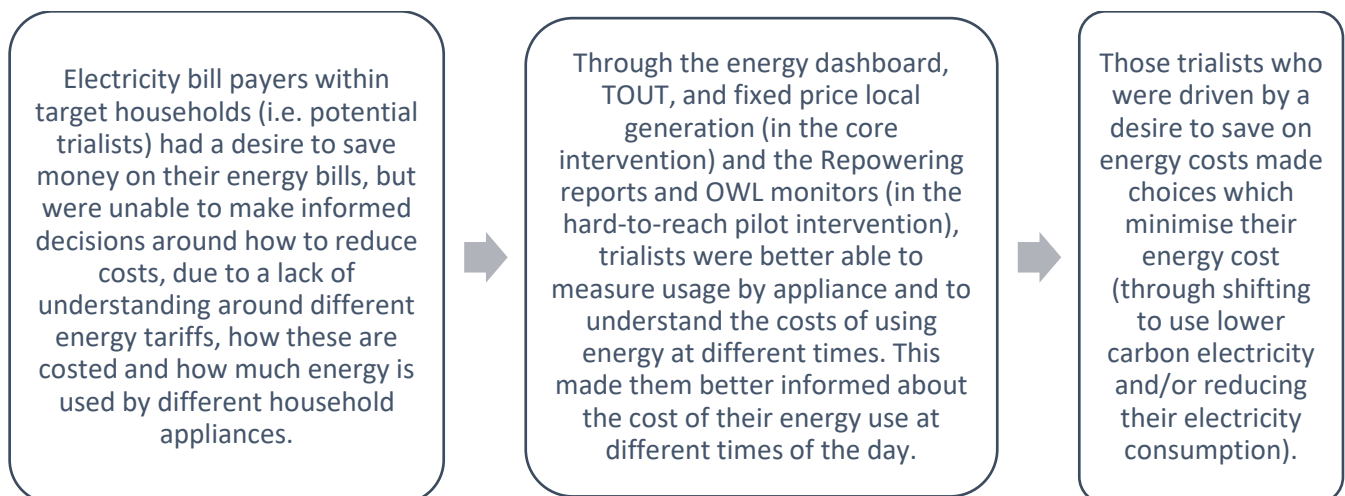 Electricity bill payers within
target households (i.e. potential
trialists) had a desire to save
money on their energy bills, but
were unable to make informed
decisions around how to reduce
costs, due to a lack of
understanding around different
energy tariffs, how these are
costed and how much energy is
used by different household
appliances.
Through the energy dashboard,
TOUT, and fixed price local
generation (in the core
intervention) and the Repowering
reports and OWL monitors (in the
hard-to-reach pilot intervention),
trialists were better able to
measure usage by appliance and to
understand the costs of using
energy at different times. This
made them better informed about
the cost of their energy use at
different times of the day.
Those trialists who
were driven by a
desire to save on
energy costs made
choices which
minimise their
energy cost
(through shifting
to use lower
carbon electricity
and/or reducing
their electricity
consumption).